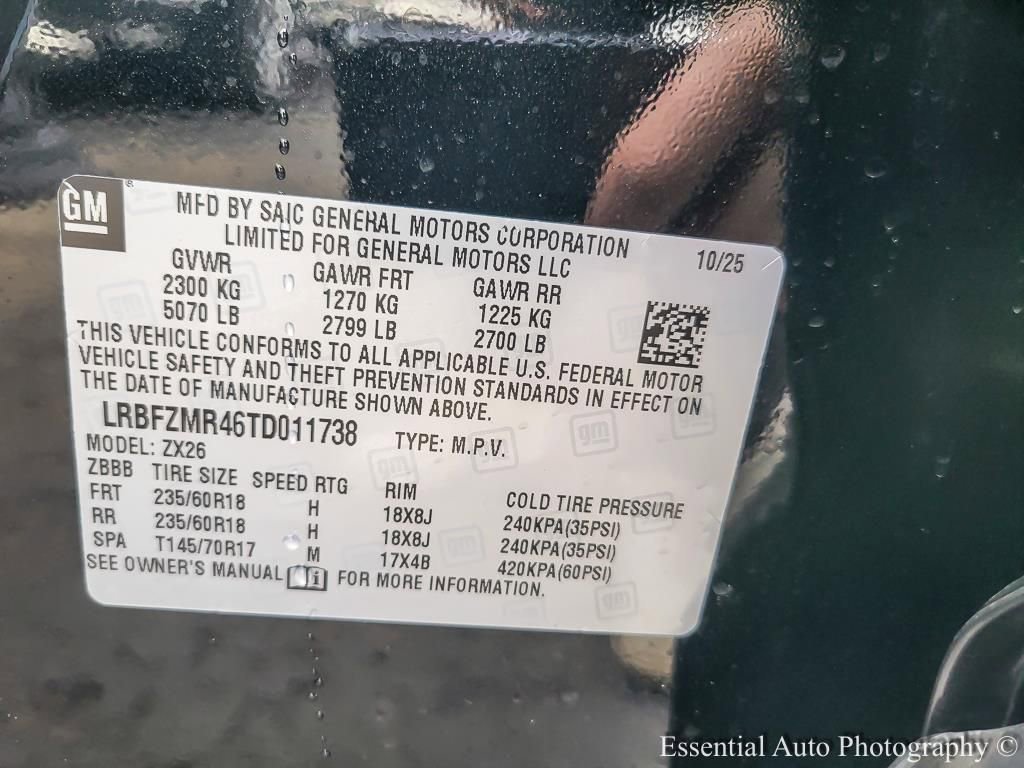 GM
MFD BY SAIC GENERAL MOTORS CORPORATION
LIMITED FOR GENERAL MOTORS LLC
10/25
GVWR GAWR FRT GAWR RR
2300 KG 1270 KG 1225 KG
5070 LB 2799 LB 2700 LB
THIS VEHICLE CONFORMS TO ALL APPLICABLE U.S. FEDERAL MOTOR
VEHICLE SAFETY AND THEFT PREVENTION STANDARDS IN EFFECT ON
THE DATE OF MANUFACTURE SHOWN ABOVE.
LRBFZMR46TD011738 TYPE: M.P.V.
MODEL: ZX26
ZBBB TIRE SIZE SPEED RTG RIM COLD TIRE PRESSURE
FRT 235/60R18 H 18X8J 240KPA(35PSI)
RR 235/60R18 H 18X8J 240KPA(35PSI)
SPA T145/70R17 M 17X4B 420KPA(60PSI)
SEE OWNER'S MANUAL i FOR MORE INFORMATION.
Essential Auto Photography ©